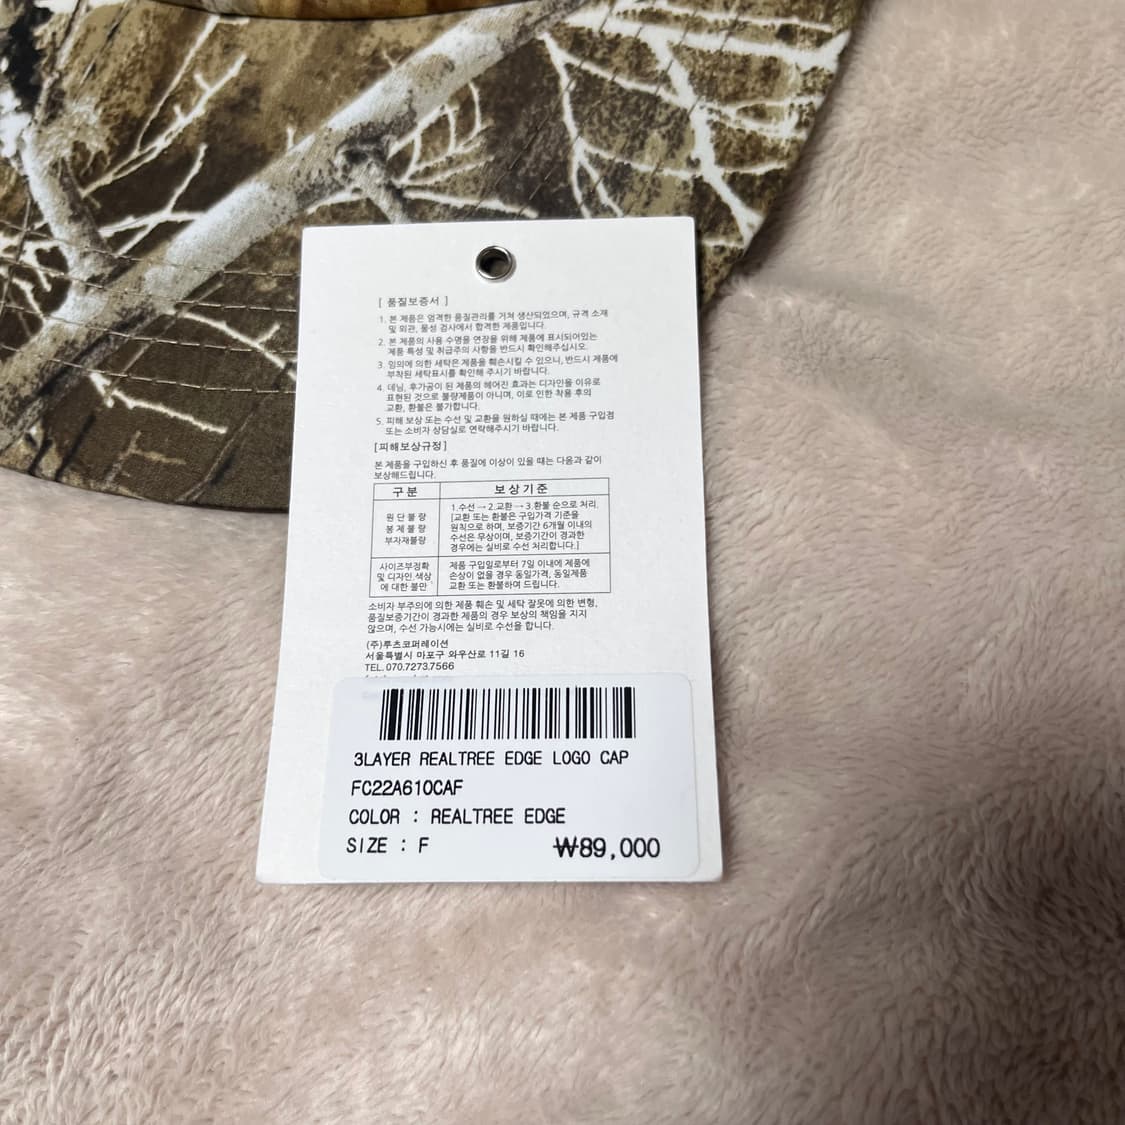 [ 품질보증서 ]
1. 본 제품은 엄격한 품질관리를 거쳐 생산되었으며, 규격 소재
및 외관, 물성 검사에서 합격한 제품입니다.
2. 본 제품의 사용 수명을 연장을 위해 제품에 표시되어있는
제품 특성 및 취급주의 사항을 반드시 확인해주십시오.
3. 임의에 의한 세탁은 제품을 훼손시킬 수 있으니, 반드시 제품에
부착된 세탁표시를 확인해 주시기 바랍니다.
4. 데님, 후가공이 된 제품의 헤어진 효과는 디자인을 이유로
표현된 것으로 불량제품이 아니며, 이로 인한 착용 후의
교환, 환불은 불가합니다.
5. 피해 보상 또는 수선 및 교환을 원하실 때에는 본 제품 구입점
또는 소비자 상담실로 연락해주시기 바랍니다.
[피해보상규정]
본 제품을 구입하신 후 품질에 이상이 있을 때는 다음과 같이
보상해드립니다.
구 분 보 상 기 준
원 단 불 량
봉 제 불 량
부자재불량
1.수선 → 2.교환 → 3.환불 순으로 처리.
[교환 또는 환불은 구입가격 기준을
원칙으로 하며, 보증기간 6개월 이내의
수선은 무상이며, 보증기간이 경과한
경우에는 실비로 수선 처리합니다.]
사이즈부정확
및 디자인.색상
에 대한 불만
제품 구입일로부터 7일 이내에 제품에
손상이 없을 경우 동일가격, 동일제품
교환 또는 환불하여 드립니다.
소비자 부주의에 의한 제품 훼손 및 세탁 잘못에 의한 변형,
품질보증기간이 경과한 제품의 경우 보상의 책임을 지지
않으며, 수선 가능시에는 실비로 수선을 합니다.
(주)루츠코퍼레이션
서울특별시 마포구 와우산로 11길 16
TEL. 070.7273.7566
3LAYER REALTREE EDGE LOGO CAP
FC22A610CAF
COLOR : REALTREE EDGE
SIZE : F ₩89,000